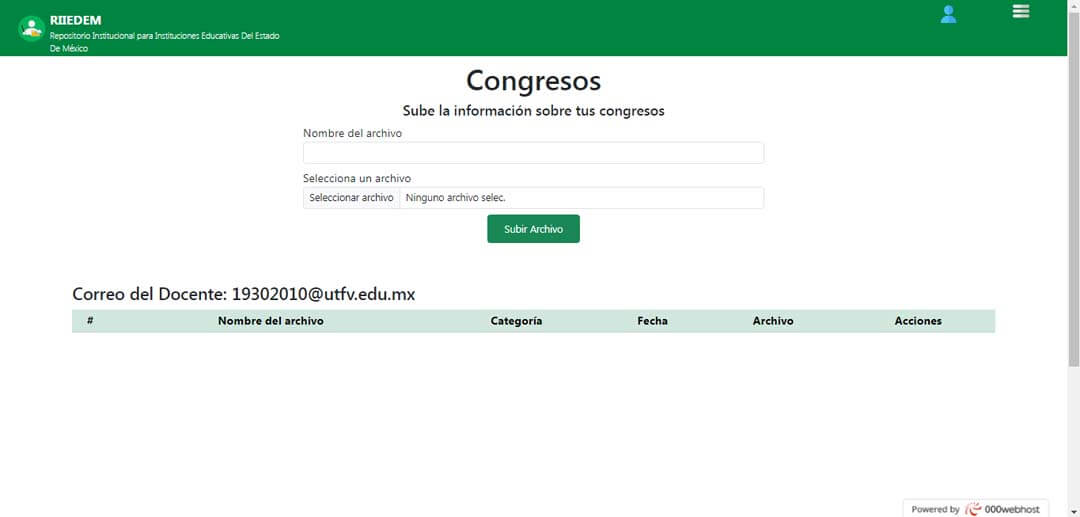 RIIEDEM
Repositorio Institucional para Instituciones Educativas Del Estado
De México
Congresos
Sube la información sobre tus congresos
Nombre del archivo
Selecciona un archivo
Seleccionar archivo Ninguno archivo selec.
Subir Archivo
Correo del Docente: 19302010@utfv.edu.mx
# Nombre del archivo Categoría Fecha Archivo Acciones
Powered by 000webhost